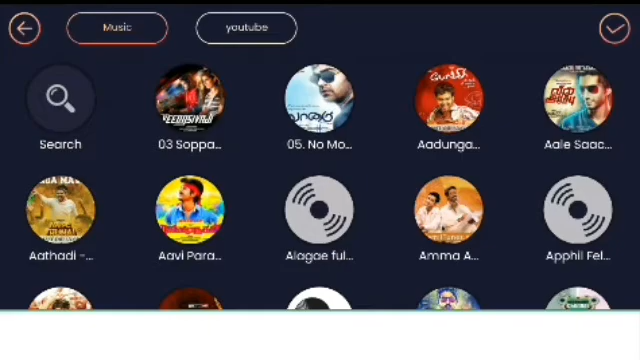 Music
youtube
Search
03 Soppa...
05. No Mo...
Aadunga...
Aale Saac...
Aathadi -...
Aavi Para...
Alagae ful...
Amma A...
Apphil Fel...